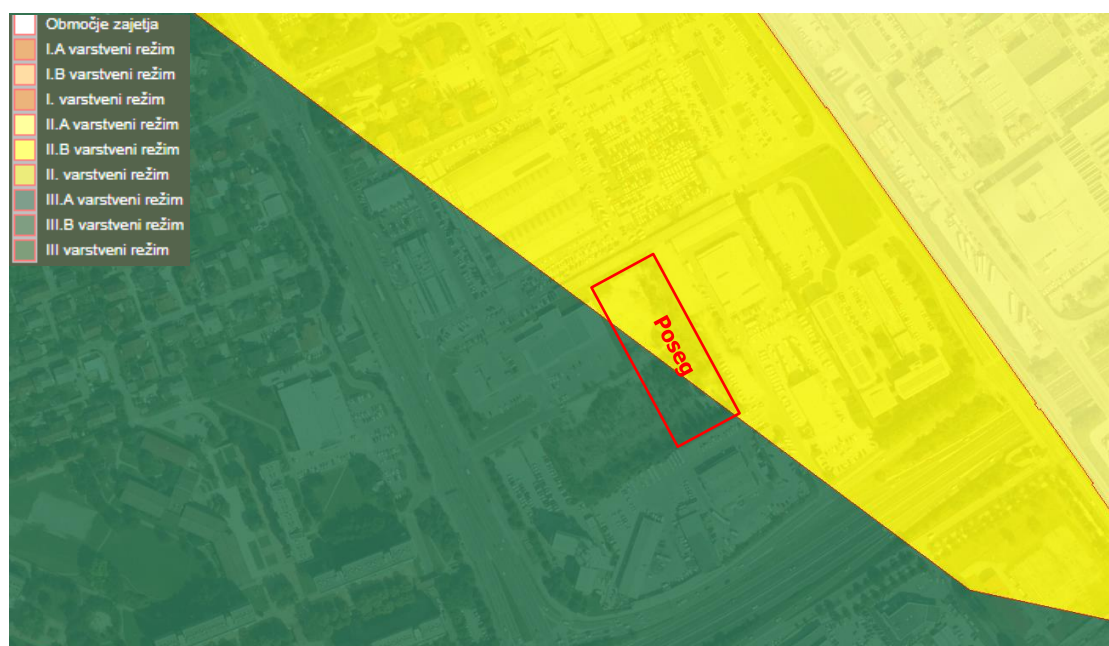 Območje zajetja
I.A varstveni režim
I.B varstveni režim
I. varstveni režim
II.A varstveni režim
II.B varstveni režim
II. varstveni režim
III.A varstveni režim
III.B varstveni režim
III varstveni režim
Poseg